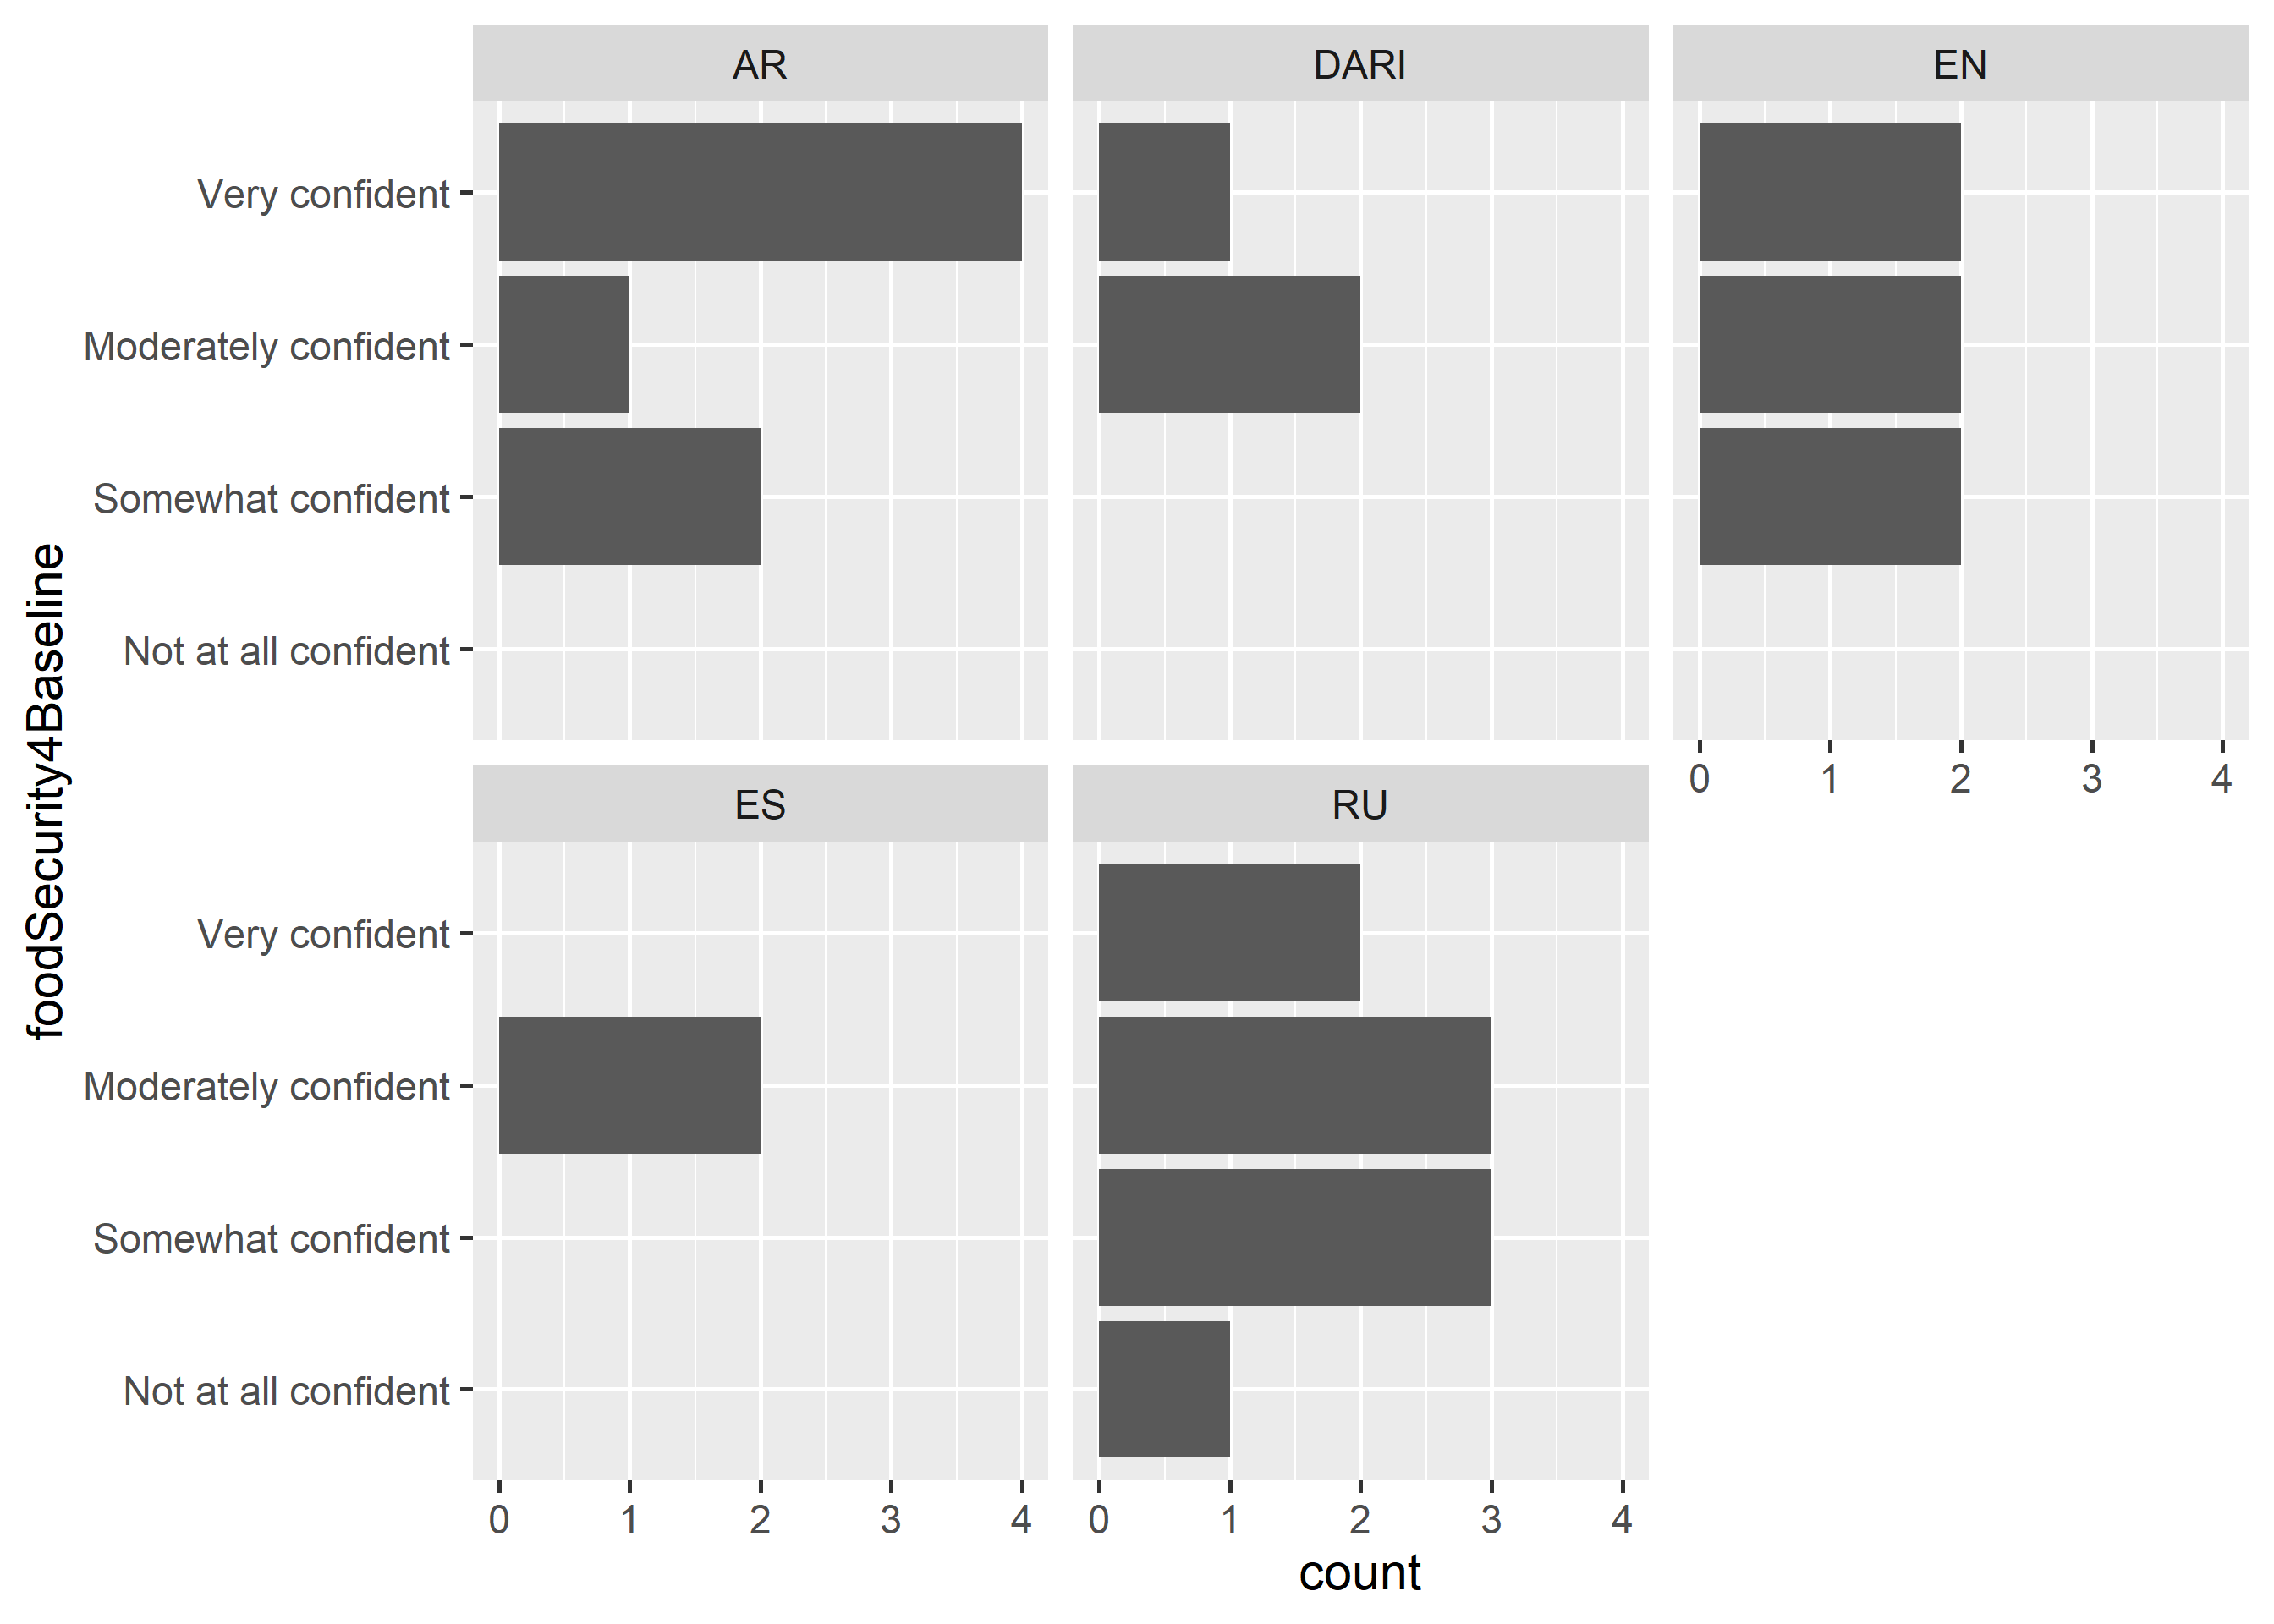 AR
DARI
EN
Very confident
Moderately confident
Somewhat confident
Not at all confident
0 1 2 3 4
ES
RU
Very confident
Moderately confident
Somewhat confident
Not at all confident
0 1 2 3 4
0 1 2 3 4
count
foodSecurity4Baseline